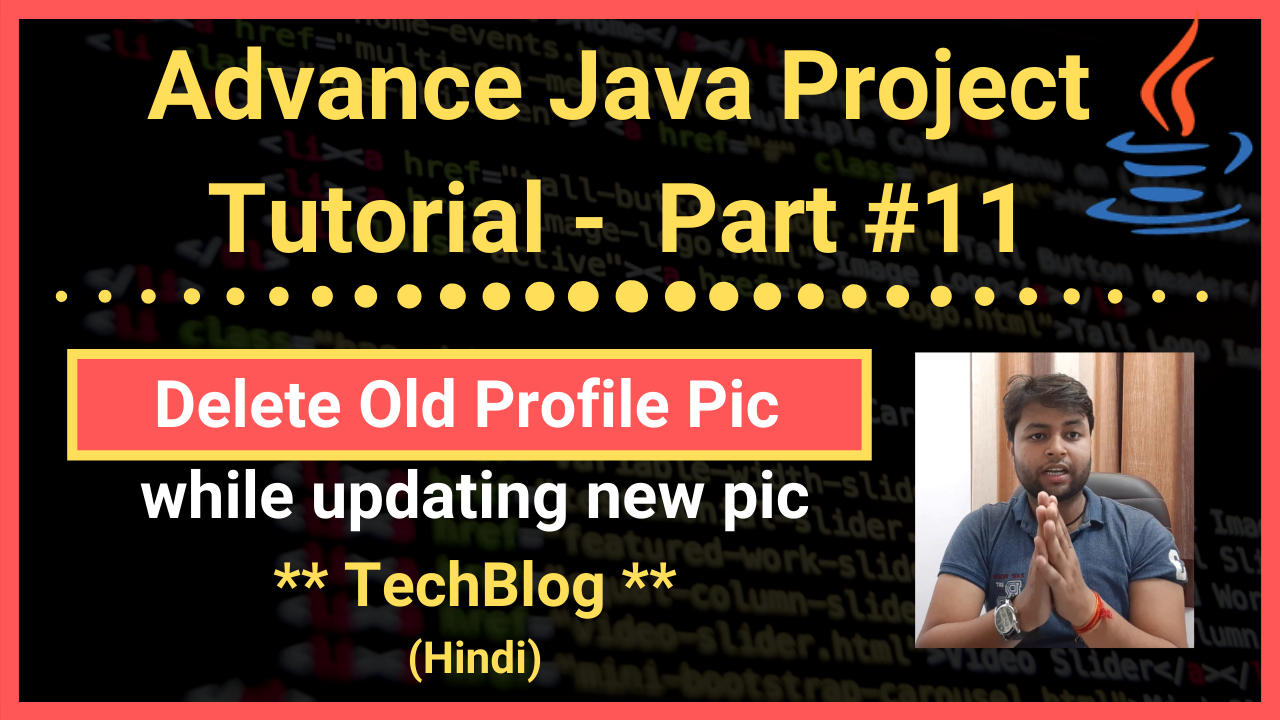 Advance Java Project
Tutorial - Part #11
Delete Old Profile Pic
while updating new pic
** TechBlog **
(Hindi)